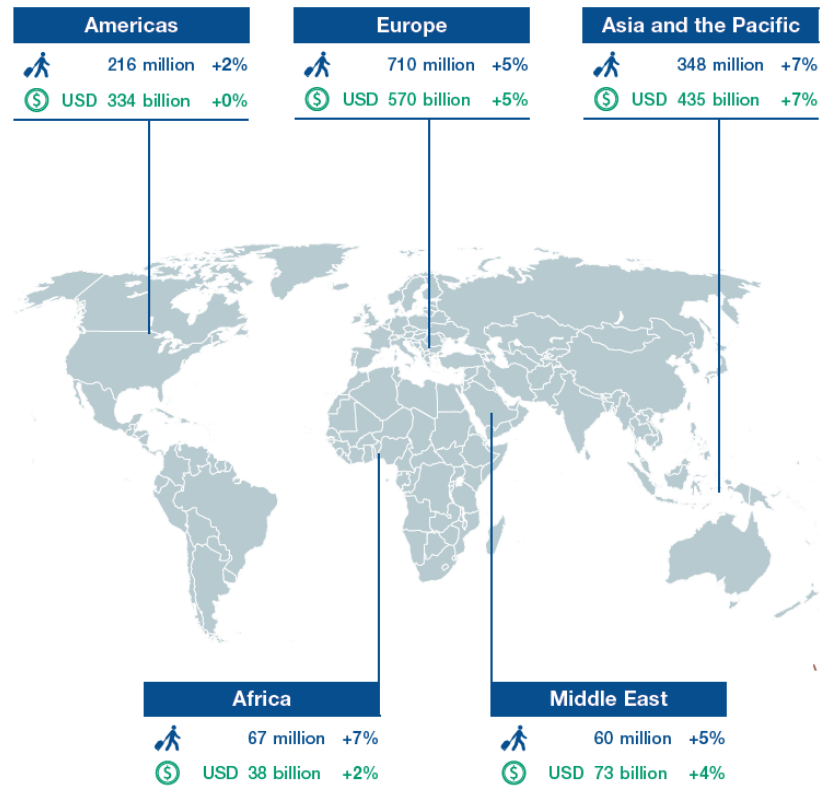 Americas
216 million +2%
$ USD 334 billion +0%
Europe
710 million +5%
$ USD 570 billion +5%
Asia and the Pacific
348 million +7%
$ USD 435 billion +7%
Africa
67 million +7%
$ USD 38 billion +2%
Middle East
60 million +5%
$ USD 73 billion +4%